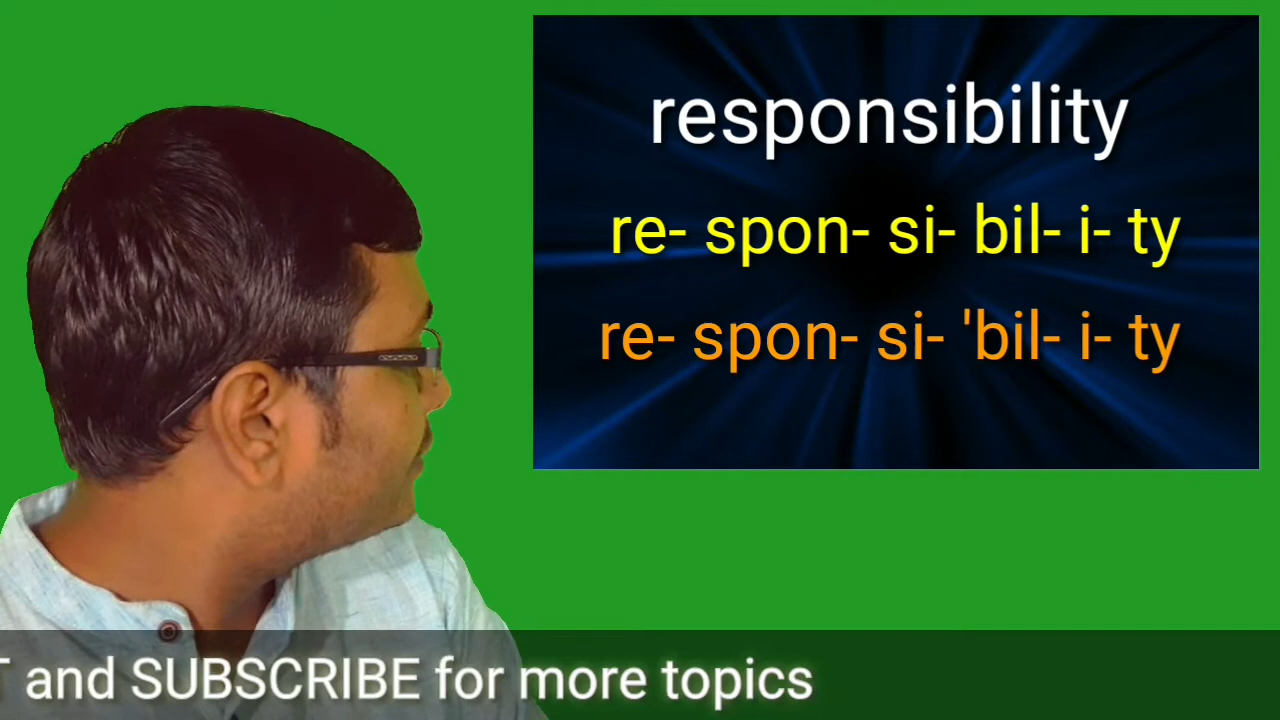 responsibility
re- spon- si- bil- i- ty
re- spon- si- 'bil- i- ty
and SUBSCRIBE for more topics